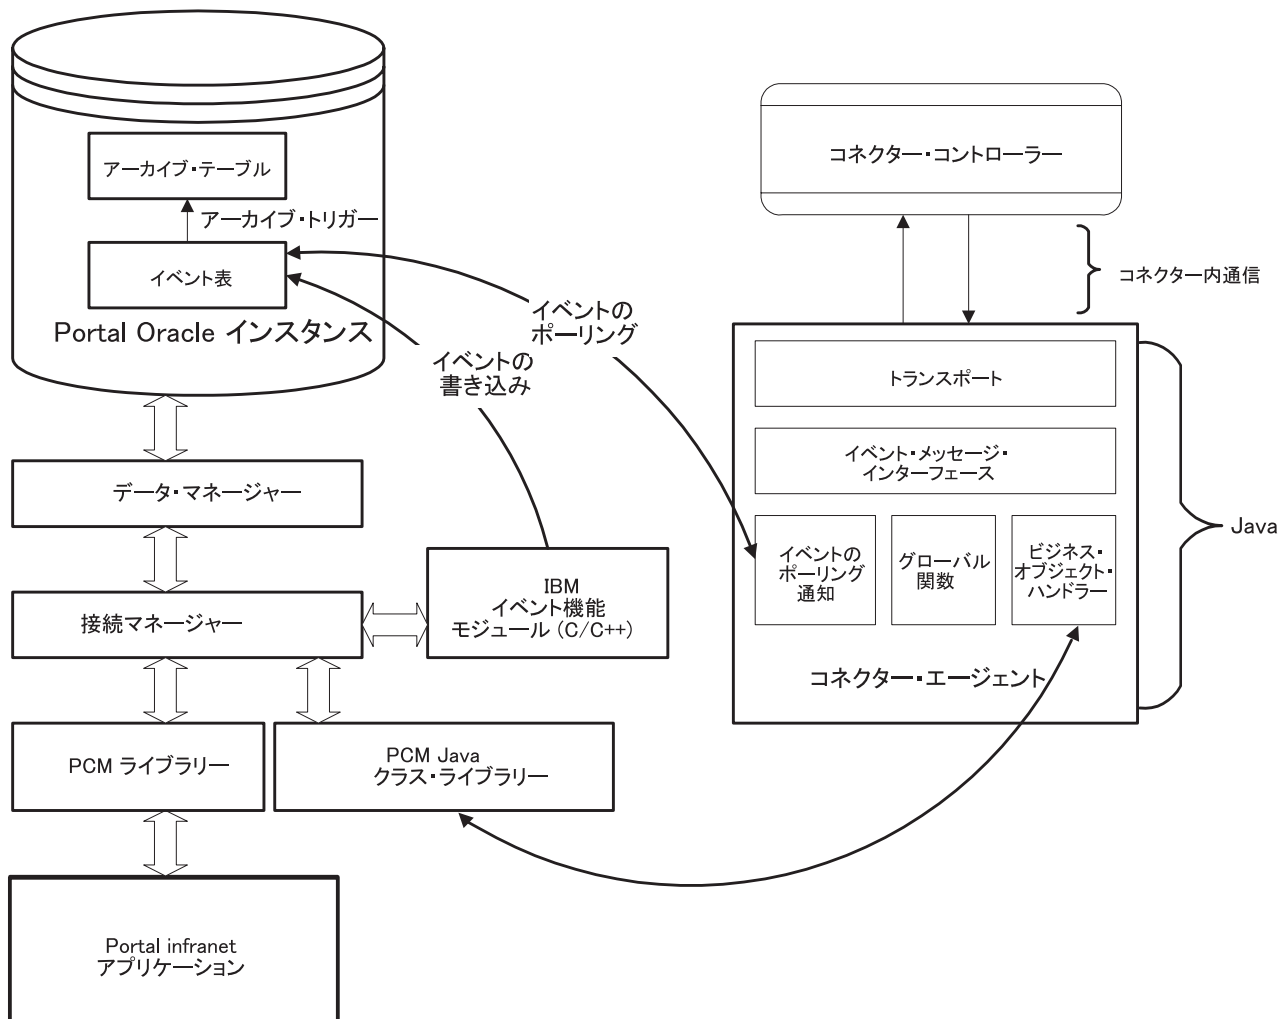 アーカイブ・テーブル
アーカイブ・トリガー
イベント表
Portal Oracle インスタンス
イベントの
ポーリング
イベントの
書き込み
コネクター・コントローラー
コネクター内通信
トランスポート
イベント・メッセージ・
インターフェース
イベントの
ポーリング
通知
グローバル
関数
ビジネス・
オブジェクト・
ハンドラー
コネクター・エージェント
Java
データ・マネージャー
接続マネージャー
IBM
イベント機能
モジュール (C/C++)
PCM ライブラリー
PCM Java
クラス・ライブラリー
Portal infranet
アプリケーション